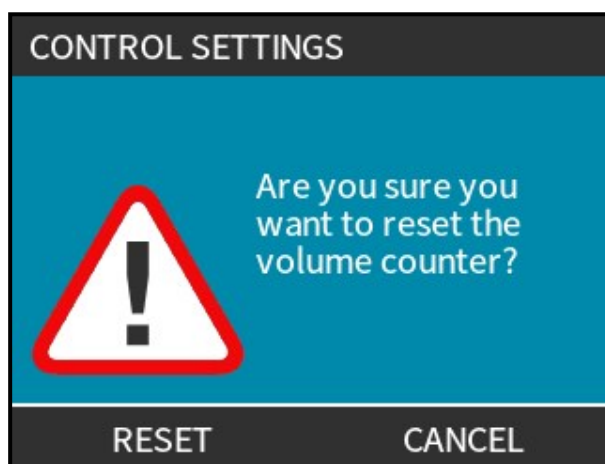 CONTROL SETTINGS
Are you sure you
want to reset the
volume counter?
!
RESET CANCEL